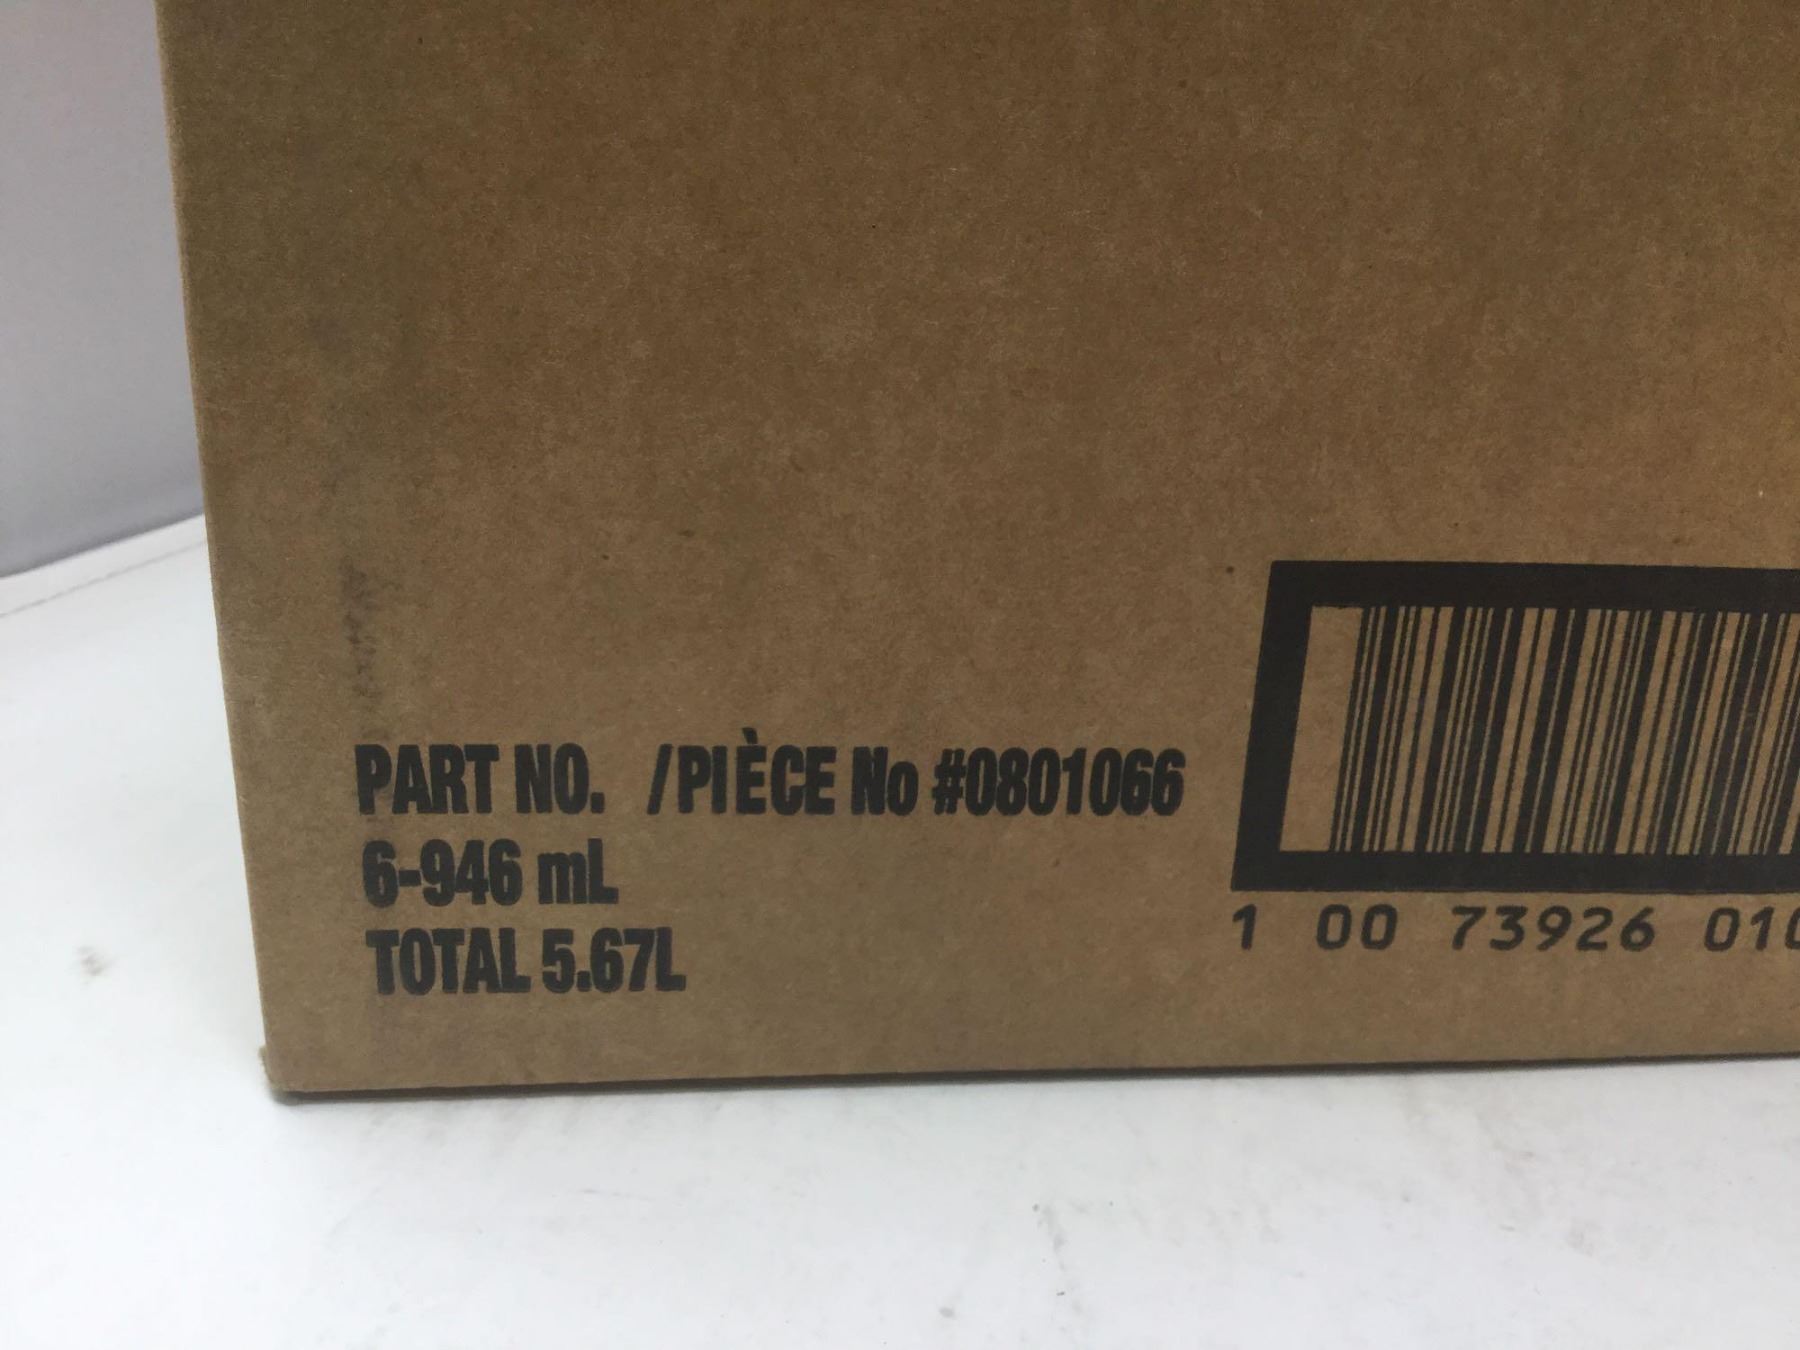 PART NO. /PIÈCE No #0801066
6-946 mL
TOTAL 5.67L
1 00 73926 010